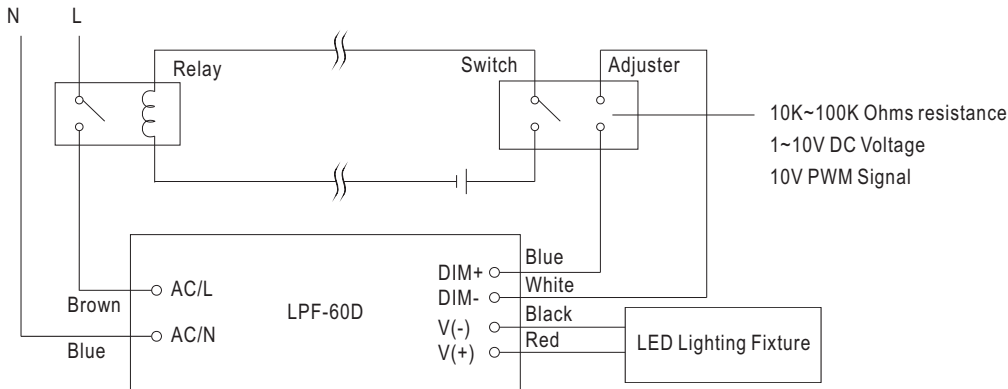 N L
Relay
Switch
Adjuster
10K~100K Ohms resistance
1~10V DC Voltage
10V PWM Signal
Brown
Blue
AC/L
AC/N
LPF-60D
DIM+
DIM-
V(-)
V(+)
Blue
White
Black
Red
LED Lighting Fixture